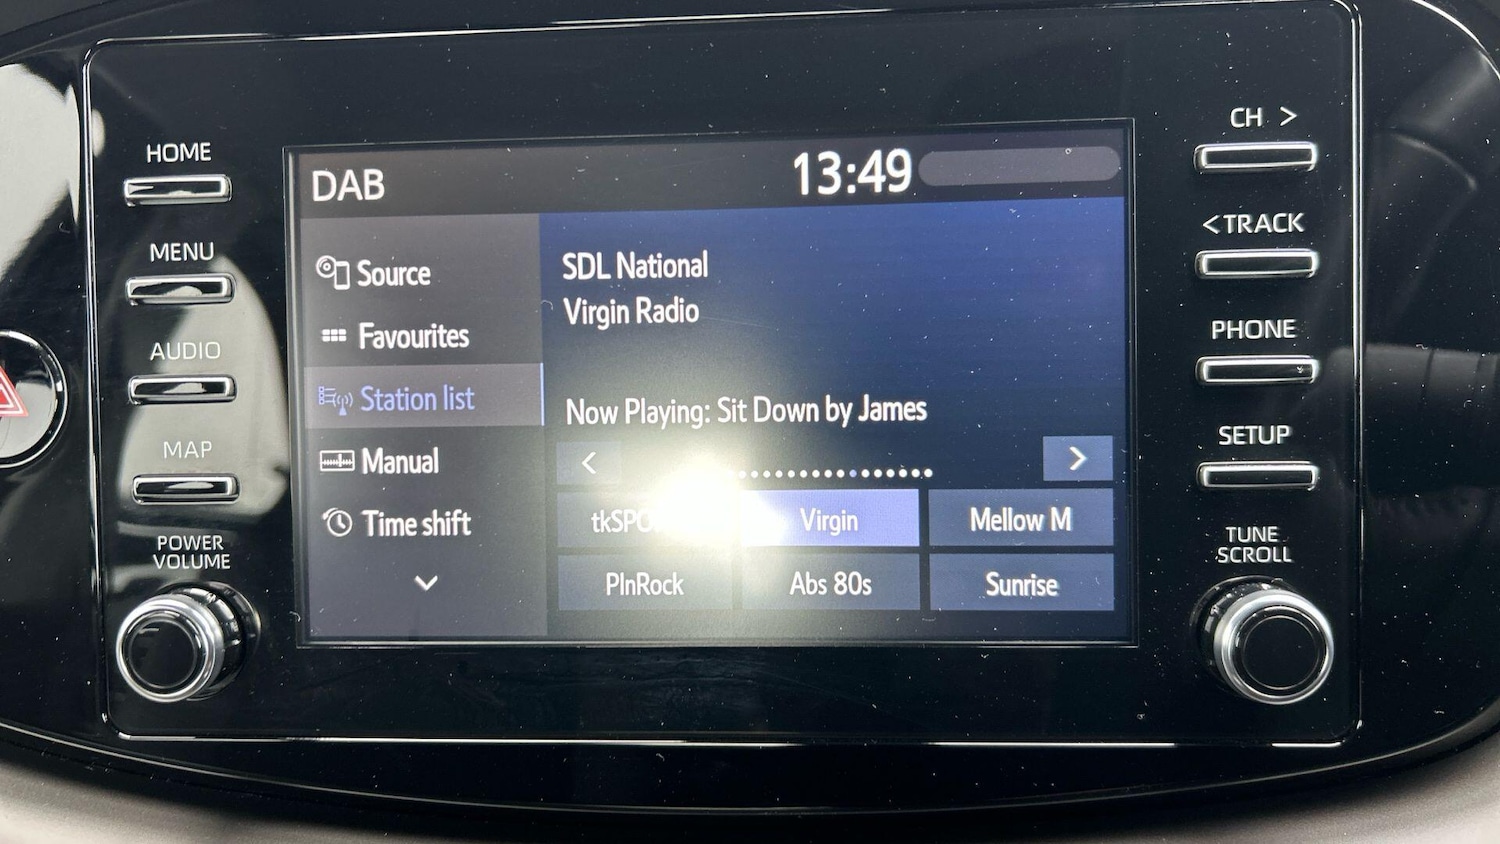 HOME
MENU
AUDIO
MAP
POWER
VOLUME
DAB
13:49
Source
Favourites
Station list
Manual
Time shift
SDL National
Virgin Radio
Now Playing: Sit Down by James
Virgin
Mellow M
PlnRock
Abs 80s
Sunrise
CH >
<TRACK
PHONE
SETUP
TUNE
SCROLL